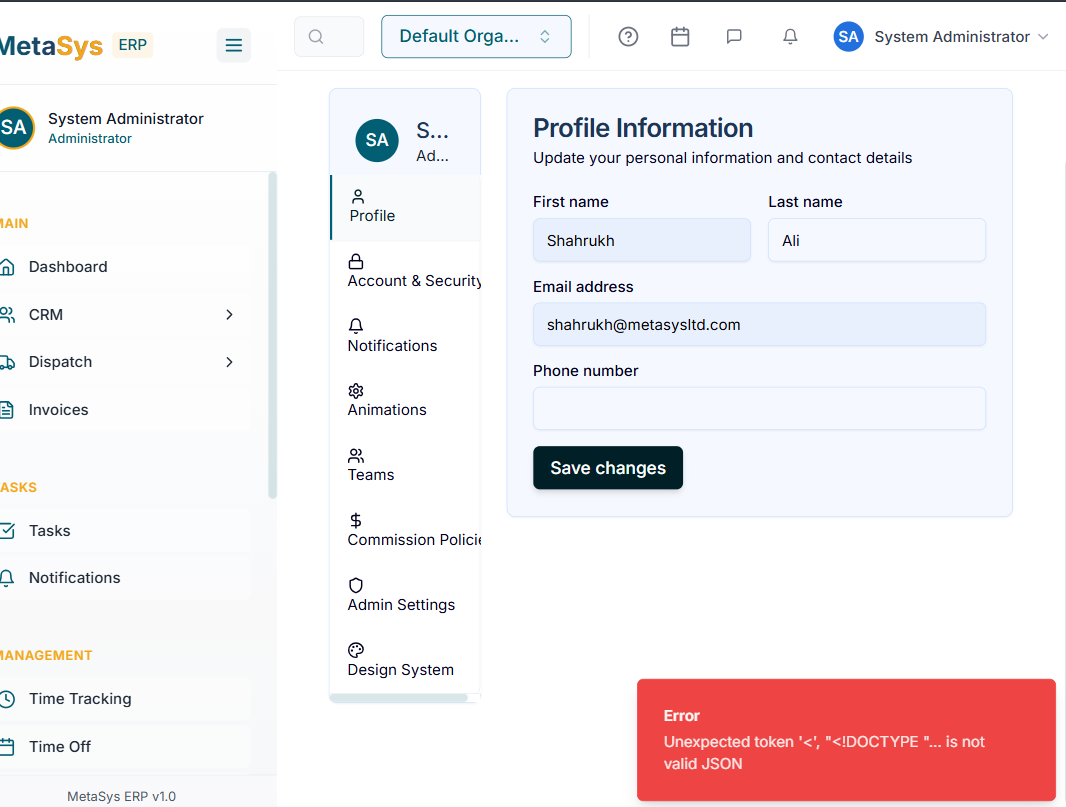 MetaSys ERP
Default Orga...
SA System Administrator
SA System Administrator
Administrator
MAIN
Dashboard
CRM
Dispatch
Invoices
TASKS
Tasks
Notifications
MANAGEMENT
Time Tracking
Time Off
MetaSys ERP v1.0
SA S...
Ad...
Profile
Account & Security
Notifications
Animations
Teams
Commission Policie
Admin Settings
Design System
Profile Information
Update your personal information and contact details
First name Last name
Shahrukh Ali
Email address
shahrukh@metasysltd.com
Phone number
Save changes
Error
Unexpected token '<', "<!DOCTYPE "... is not
valid JSON